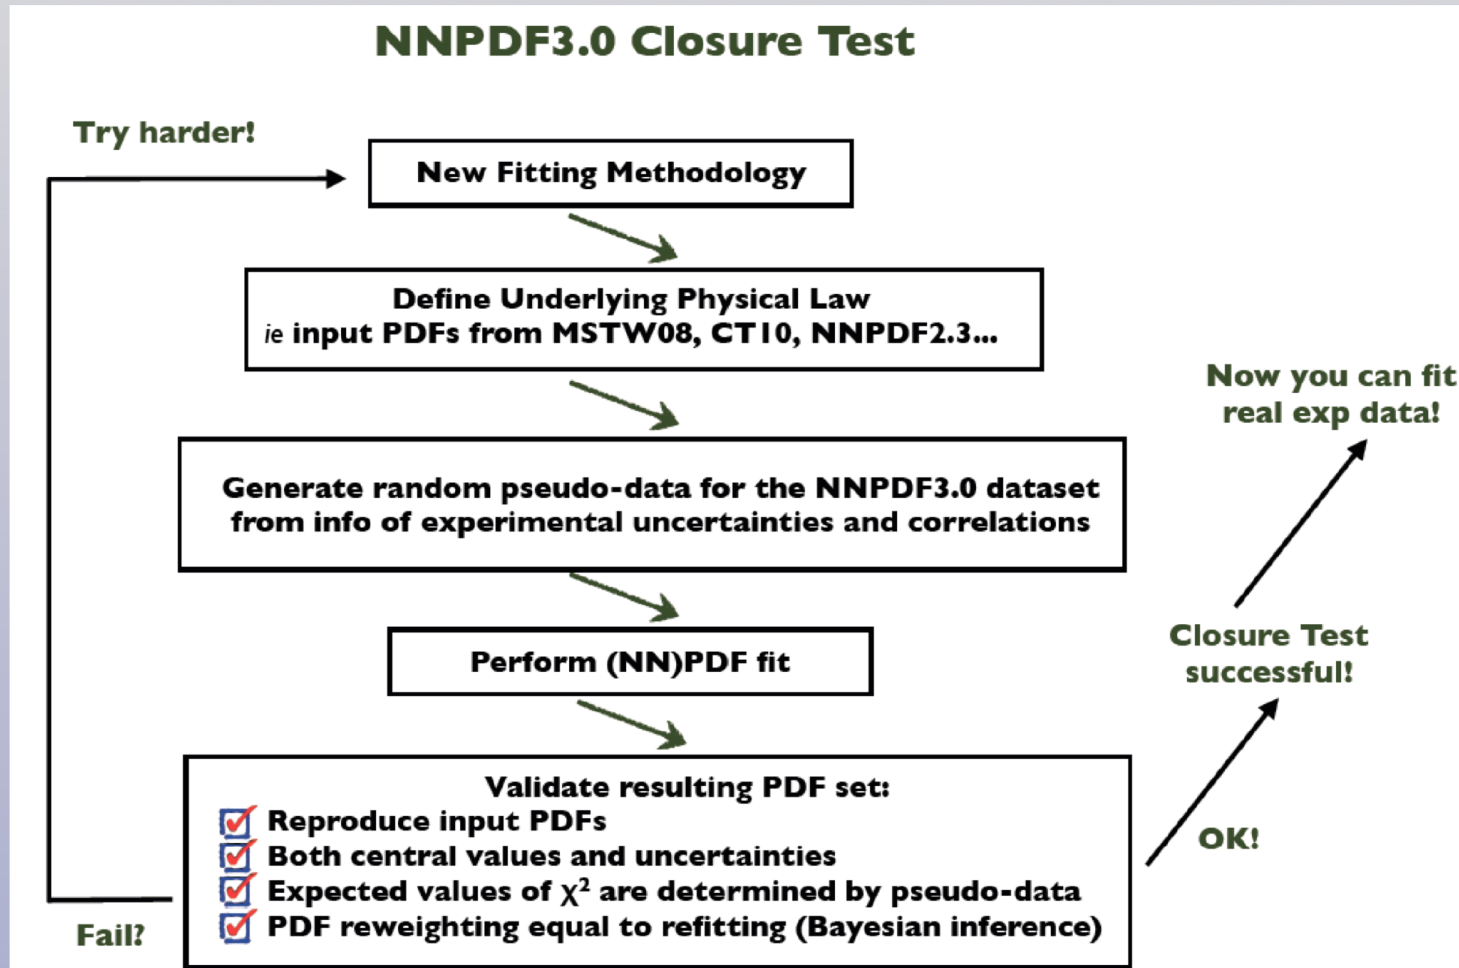 NNPDF3.0 Closure Test
Try harder!
New Fitting Methodology
Define Underlying Physical Law
ie input PDFs from MSTW08, CT10, NNPDF2.3...
Now you can fit
real exp data!
Generate random pseudo-data for the NNPDF3.0 dataset
from info of experimental uncertainties and correlations
Closure Test
successful!
Perform (NN)PDF fit
Validate resulting PDF set:
Reproduce input PDFs
Both central values and uncertainties
Expected values of χ² are determined by pseudo-data
PDF reweighting equal to refitting (Bayesian inference)
OK!
Fail?